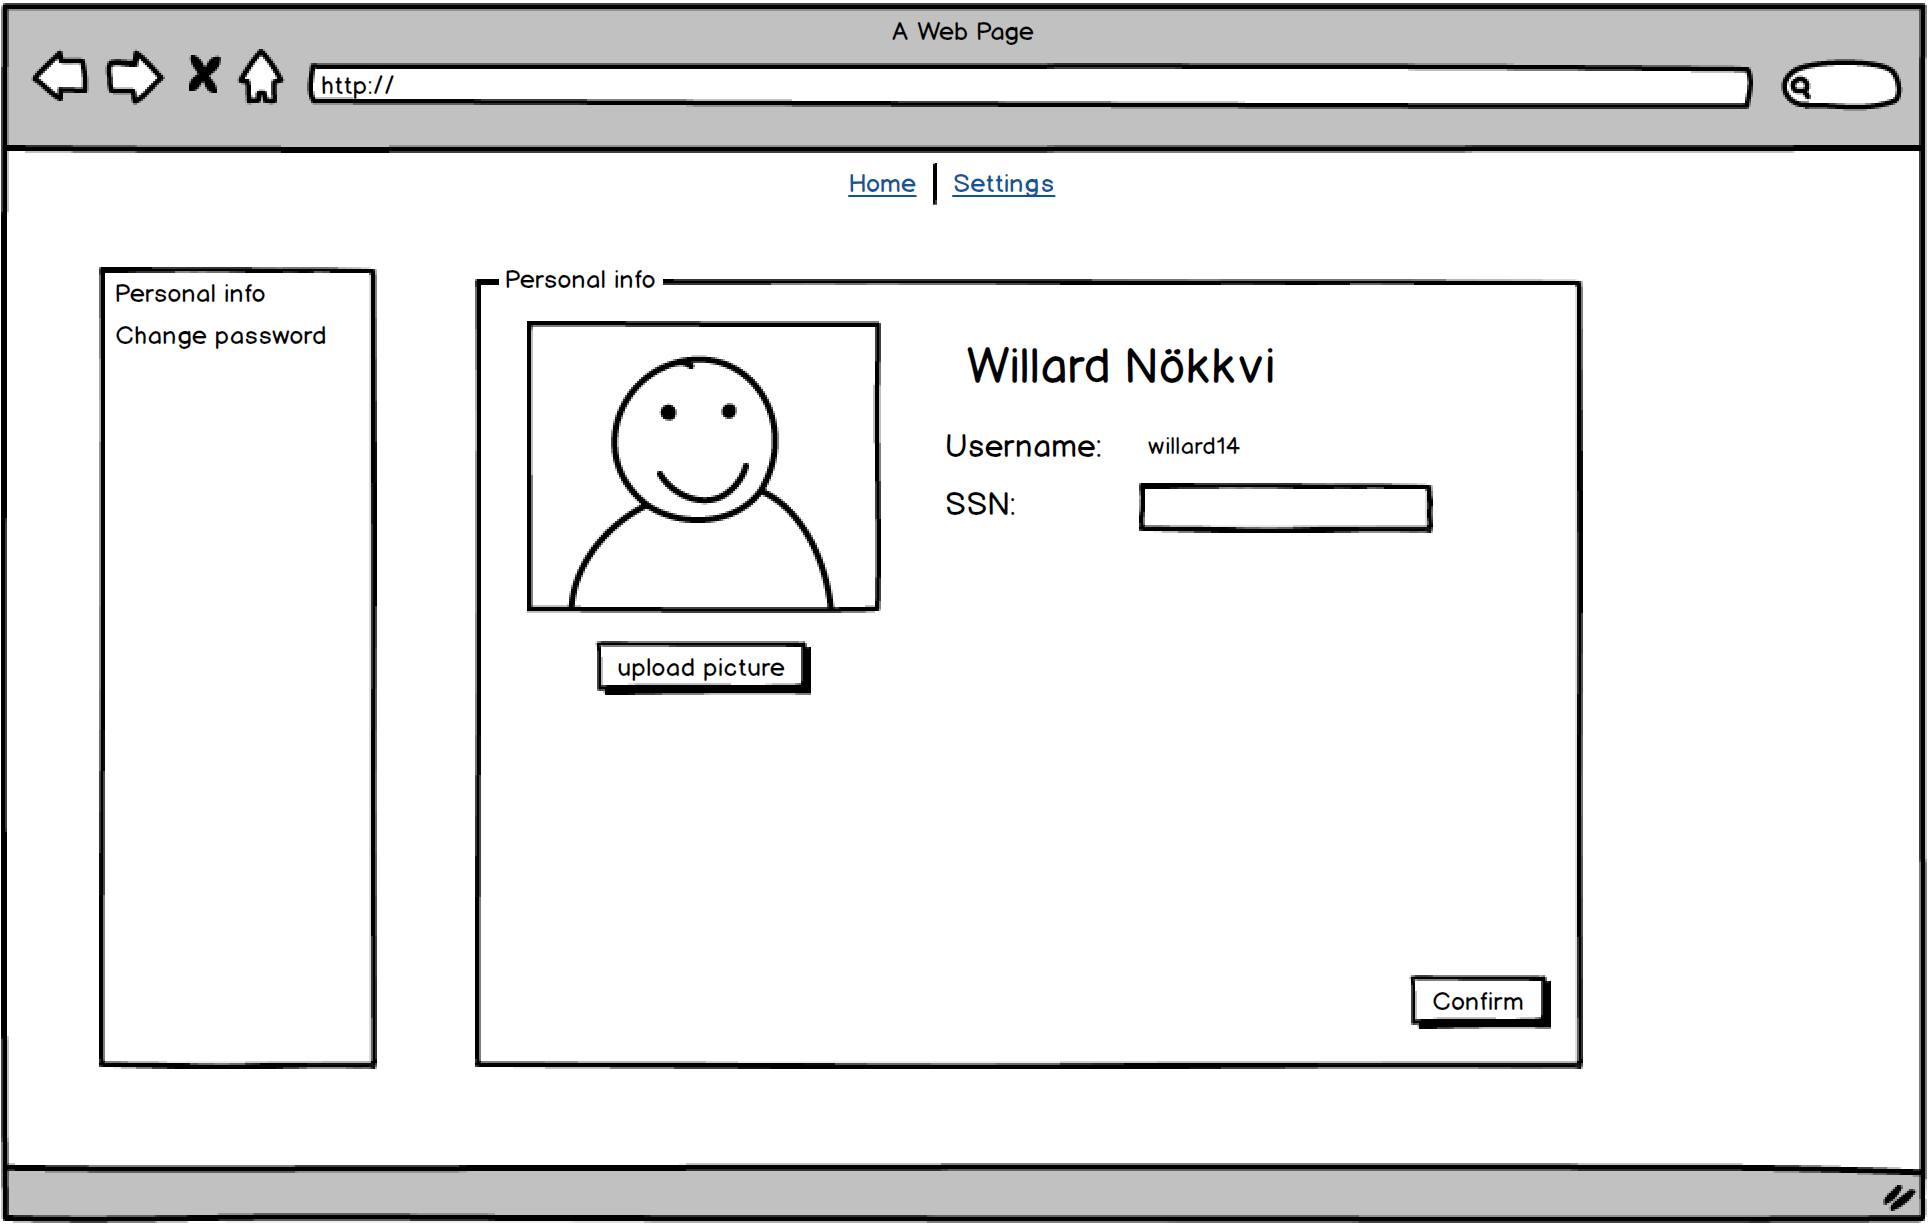 A Web Page
http://
Home | Settings
Personal info
Change password
Personal info
Willard Nökkvi
Username: willard14
SSN:
upload picture
Confirm